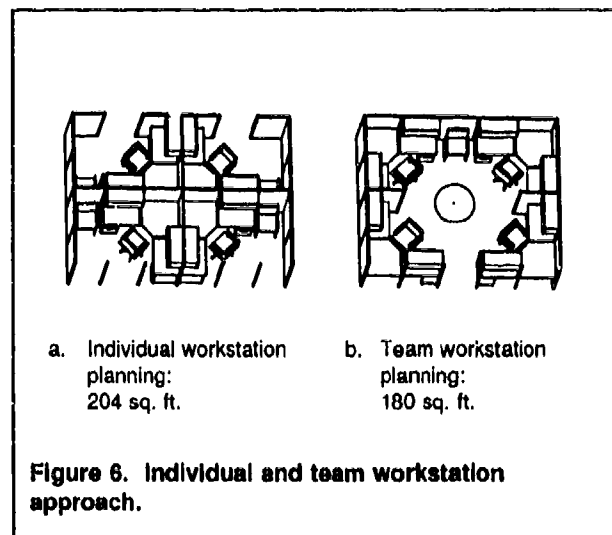 a. Individual workstation
planning:
204 sq. ft.
b. Team workstation
planning:
180 sq. ft.
Figure 6. Individual and team workstation
approach.